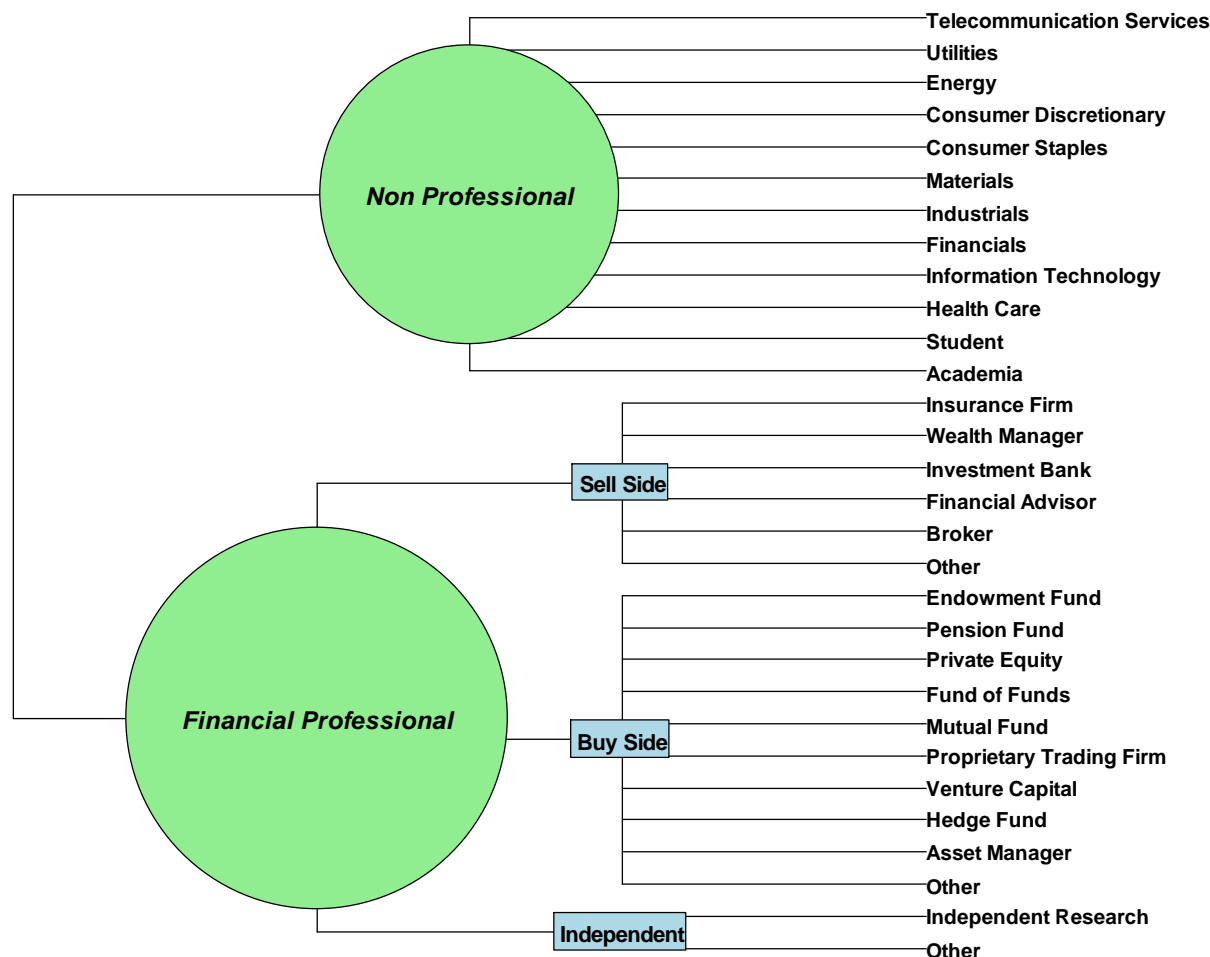 Telecommunication Services
Utilities
Energy
Consumer Discretionary
Consumer Staples
Non Professional
Materials
Industrials
Financials
Information Technology
Health Care
Student
Academia
Insurance Firm
Wealth Manager
Sell Side
Investment Bank
Financial Advisor
Broker
Other
Financial Professional
Endowment Fund
Pension Fund
Private Equity
Fund of Funds
Buy Side
Mutual Fund
Proprietary Trading Firm
Venture Capital
Hedge Fund
Asset Manager
Other
Independent
Independent Research
Other